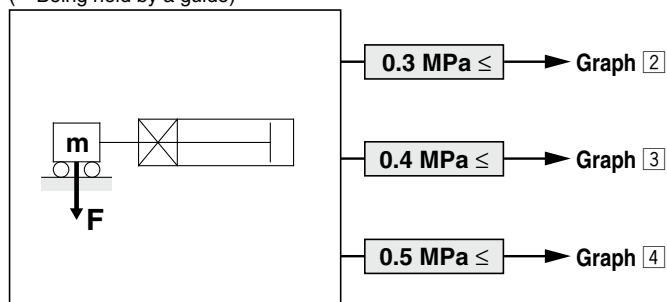 Being held by a guide)
0.3 MPa ≤ Graph 2
m
0.4 MPa ≤ Graph 3
F
0.5 MPa ≤ Graph 4